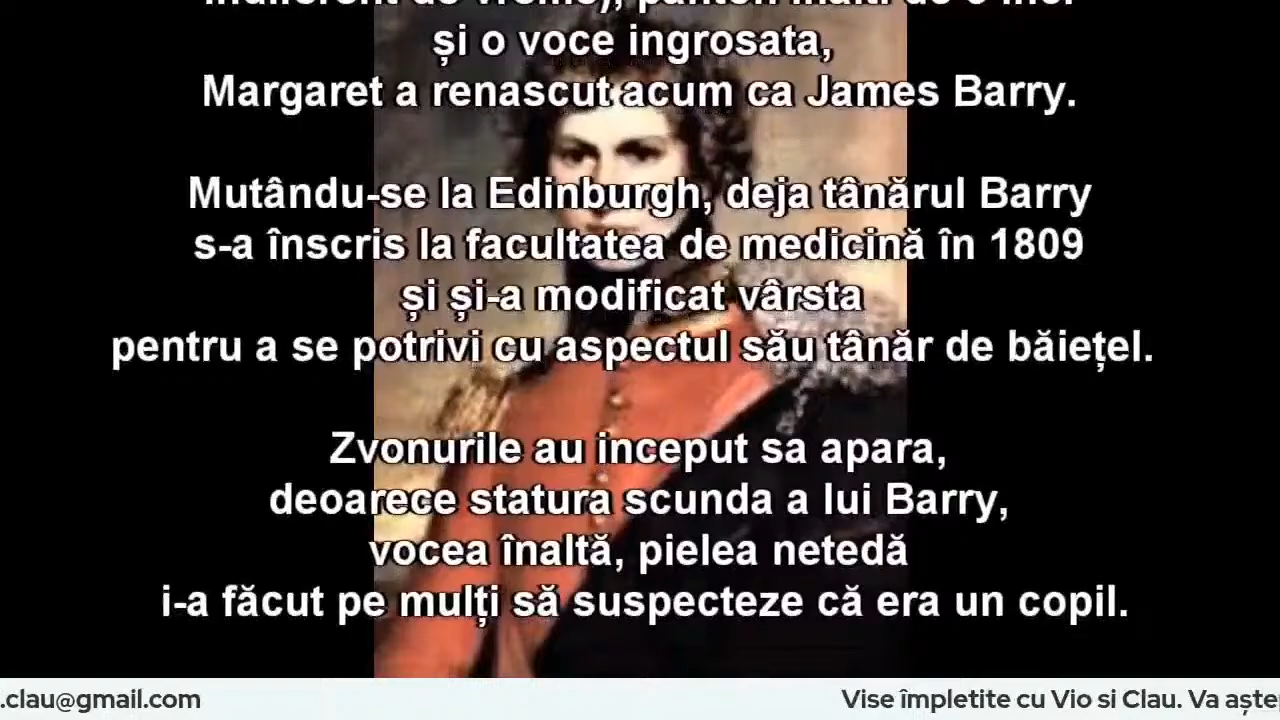 și o voce ingrosata,
Margaret a renascut acum ca James Barry.
Mutându-se la Edinburgh, deja tânărul Barry
s-a înscris la facultatea de medicină în 1809
și și-a modificat vârsta
pentru a se potrivi cu aspectul său tânăr de băiețel.
Zvonurile au inceput sa apara,
deoarece statura scunda a lui Barry,
vocea înaltă, pielea netedă
i-a făcut pe mulți să suspecteze că era un copil.
.clau@gmail.com Vise împletite cu Vio si Clau. Va aște